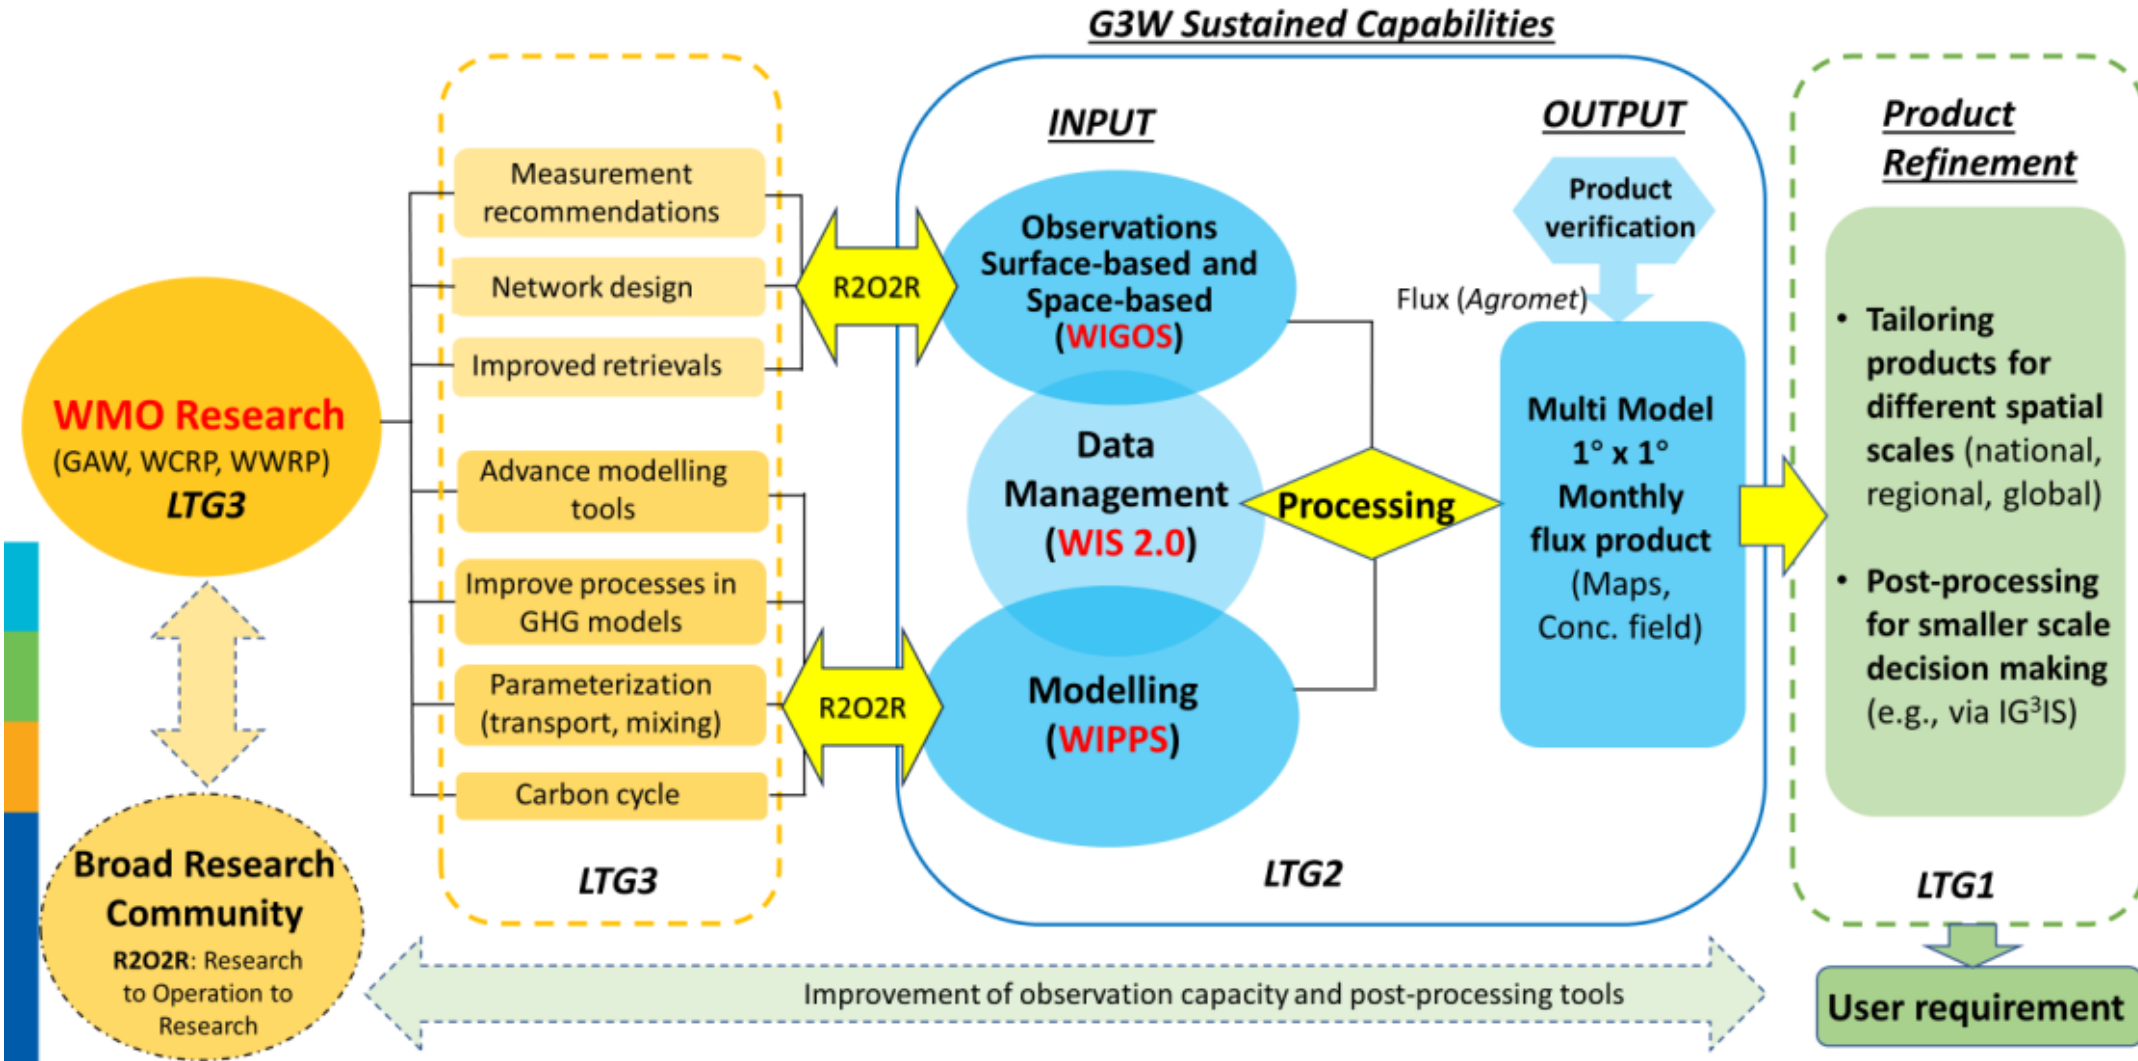 G3W Sustained Capabilities
WMO Research
(GAW, WCRP, WWRP)
LTG3
Broad Research
Community
R2O2R: Research
to Operation to
Research
Measurement
recommendations
Network design
Improved retrievals
Advance modelling
tools
Improve processes in
GHG models
Parameterization
(transport, mixing)
Carbon cycle
LTG3
R2O2R
R2O2R
INPUT
Observations
Surface-based and
Space-based
(WIGOS)
Data
Management
(WIS 2.0)
Modelling
(WIPPS)
Processing
OUTPUT
Product
verification
Flux (Agromet)
Multi Model
1° x 1°
Monthly
flux product
(Maps,
Conc. field)
LTG2
Product
Refinement
• Tailoring
products for
different spatial
scales (national,
regional, global)
• Post-processing
for smaller scale
decision making
(e.g., via IG³IS)
LTG1
Improvement of observation capacity and post-processing tools
User requirement